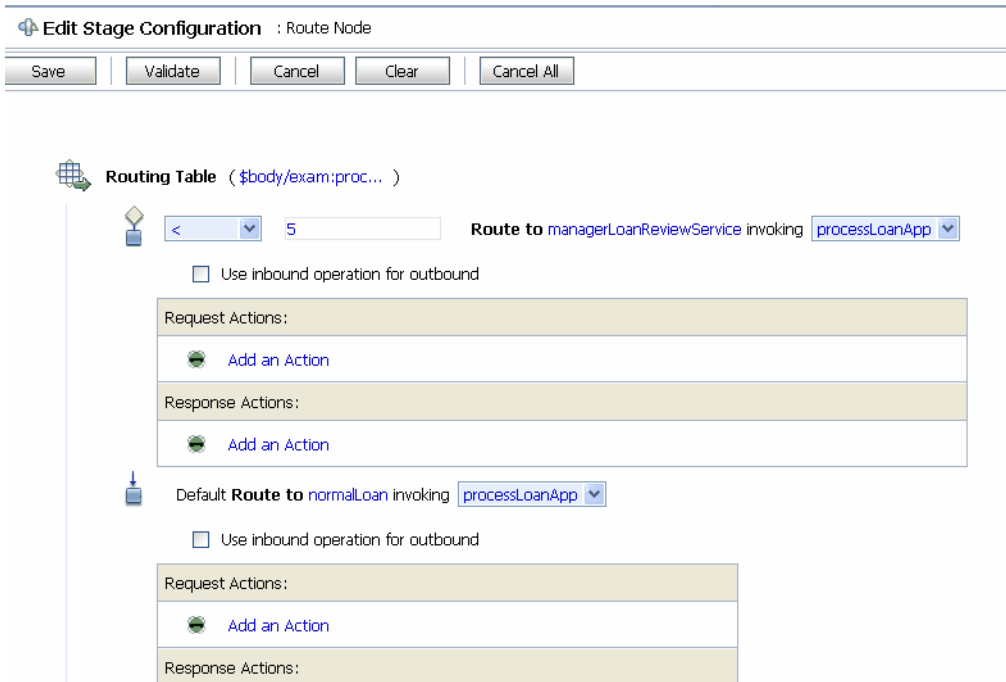 Edit Stage Configuration : Route Node
Save Validate Cancel Clear Cancel All
Routing Table ( $body/exam:proc... )
< 5 Route to managerLoanReviewService invoking processLoanApp
Use inbound operation for outbound
Request Actions:
Add an Action
Response Actions:
Add an Action
Default Route to normalLoan invoking processLoanApp
Use inbound operation for outbound
Request Actions:
Add an Action
Response Actions: